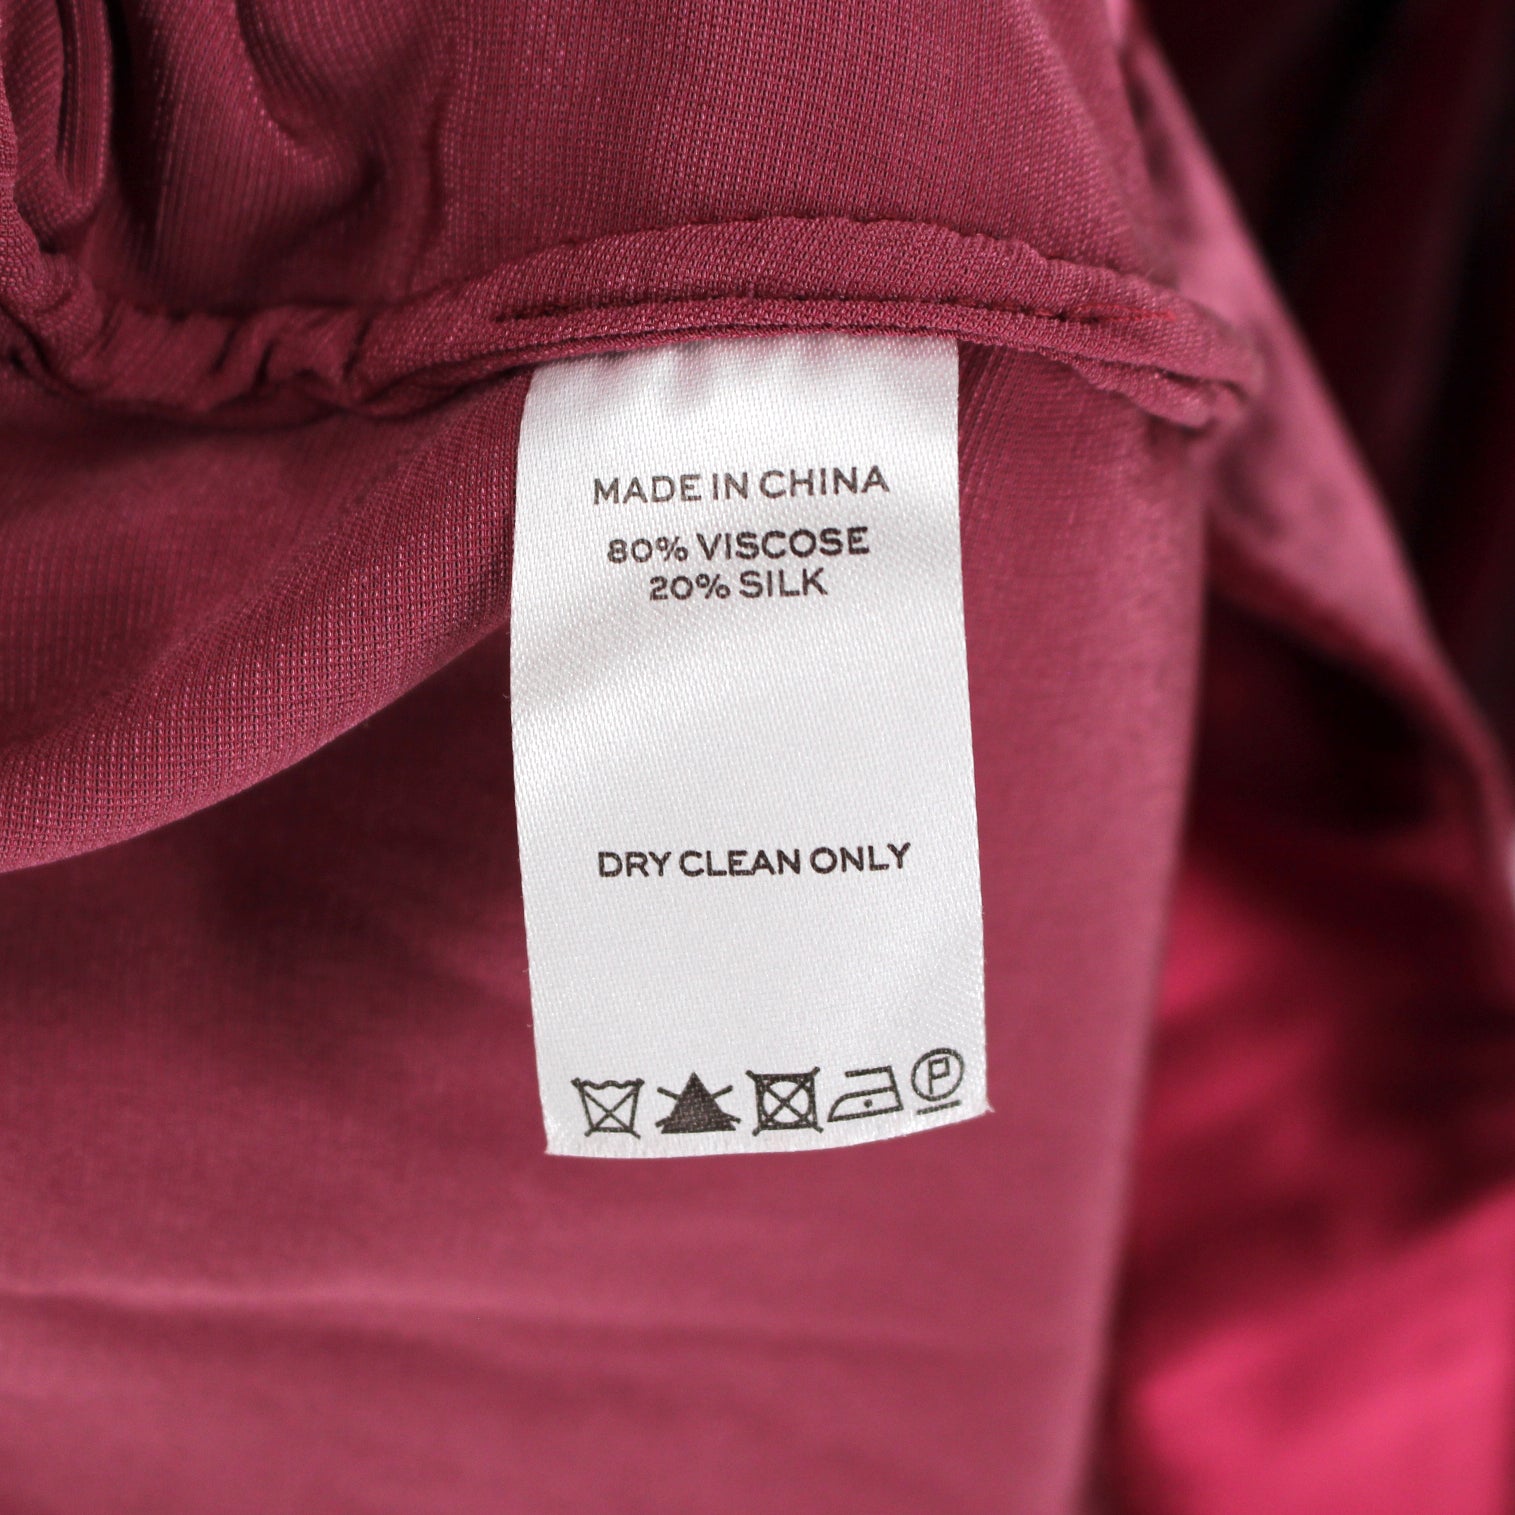 MADE IN CHINA
80% VISCOSE
20% SILK
DRY CLEAN ONLY
P